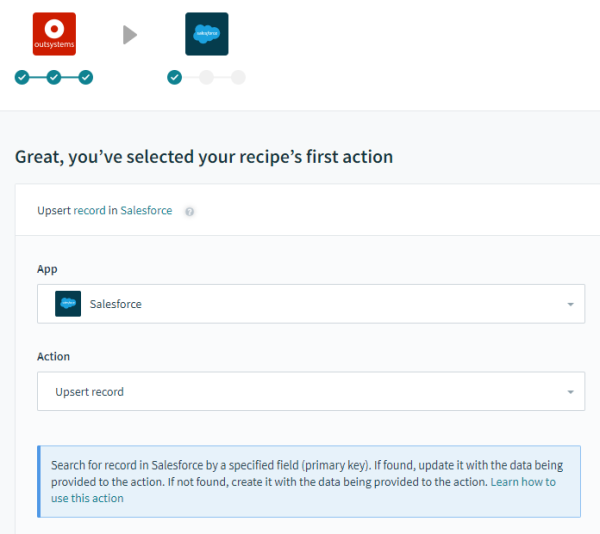 outsystems
salesforce
Great, you’ve selected your recipe’s first action
Upsert record in Salesforce ?
App
salesforce
Salesforce
Action
Upsert record
Search for record in Salesforce by a specified field (primary key). If found, update it with the data being
provided to the action. If not found, create it with the data being provided to the action. Learn how to
use this action